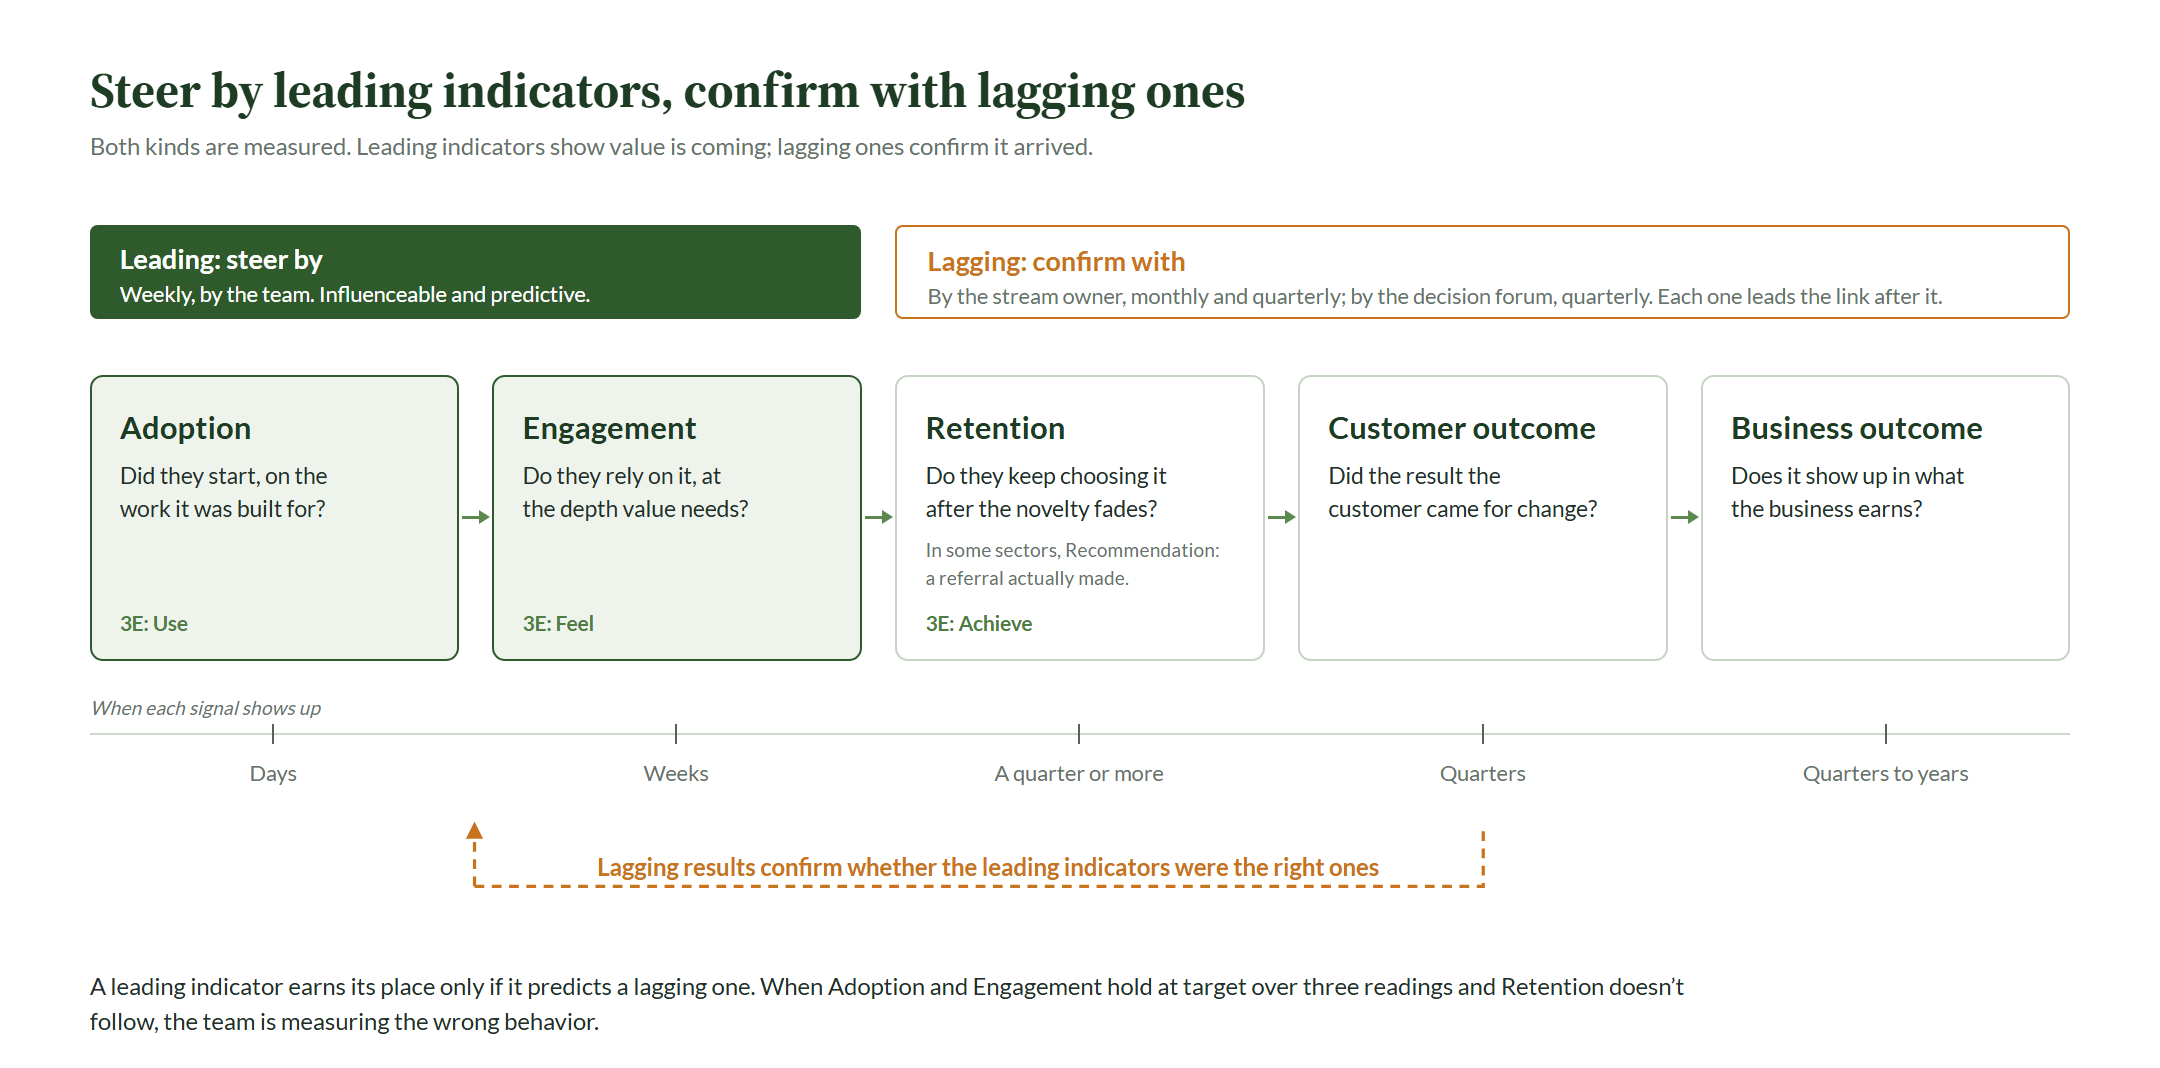 Steer by leading indicators, confirm with lagging ones
Both kinds are measured. Leading indicators show value is coming; lagging ones confirm it arrived.
Leading: steer by
Weekly, by the team. Influenceable and predictive.
Lagging: confirm with
By the stream owner, monthly and quarterly; by the decision forum, quarterly. Each one leads the link after it.
Adoption
Did they start, on the
work it was built for?
3E: Use
Engagement
Do they rely on it, at
the depth value needs?
3E: Feel
Retention
Do they keep choosing it
after the novelty fades?
In some sectors, Recommendation:
a referral actually made.
3E: Achieve
Customer outcome
Did the result the
customer came for change?
Business outcome
Does it show up in what
the business earns?
When each signal shows up
Days
Weeks
A quarter or more
Quarters
Quarters to years
Lagging results confirm whether the leading indicators were the right ones
A leading indicator earns its place only if it predicts a lagging one. When Adoption and Engagement hold at target over three readings and Retention doesn’t
follow, the team is measuring the wrong behavior.